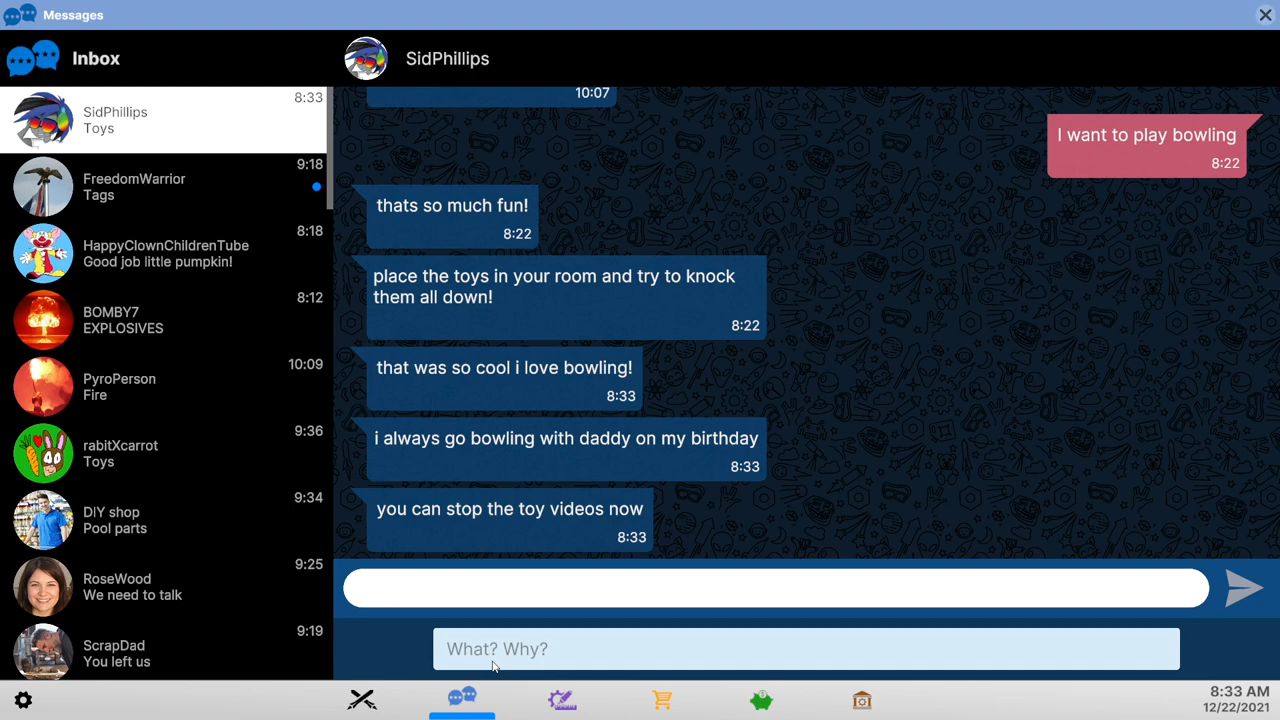 Messages
Inbox
SidPhillips
8:33
SidPhillips
Toys
9:18
FreedomWarrior
Tags
8:18
HappyClownChildrenTube
Good job little pumpkin!
8:12
BOMBY7
EXPLOSIVES
10:09
PyroPerson
Fire
9:36
rabitXcarrot
Toys
9:34
DIY shop
Pool parts
9:25
RoseWood
We need to talk
9:19
ScrapDad
You left us
10:07
I want to play bowling
8:22
thats so much fun!
8:22
place the toys in your room and try to knock
them all down!
8:22
that was so cool i love bowling!
8:33
i always go bowling with daddy on my birthday
8:33
you can stop the toy videos now
8:33
What? Why?
8:33 AM
12/22/2021